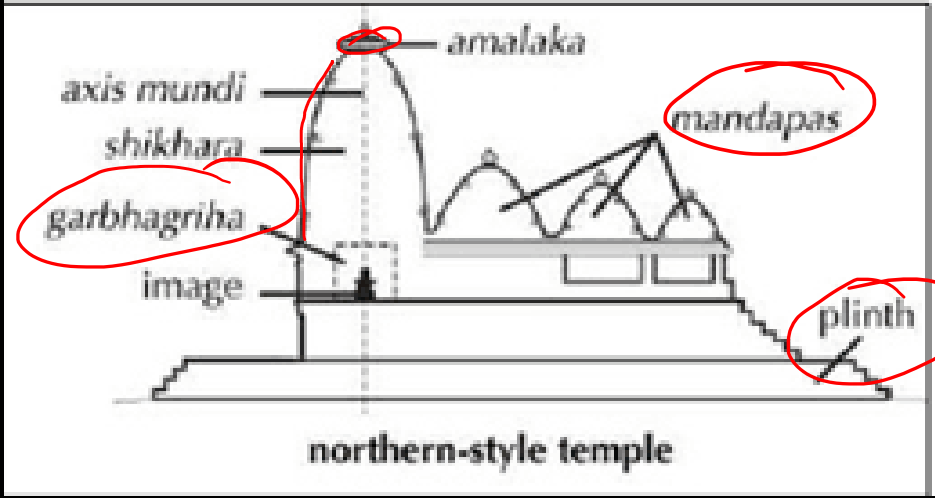 amalaka
axis mundi
mandapas
shikhara
garbhagriha
image
plinth
northern-style temple